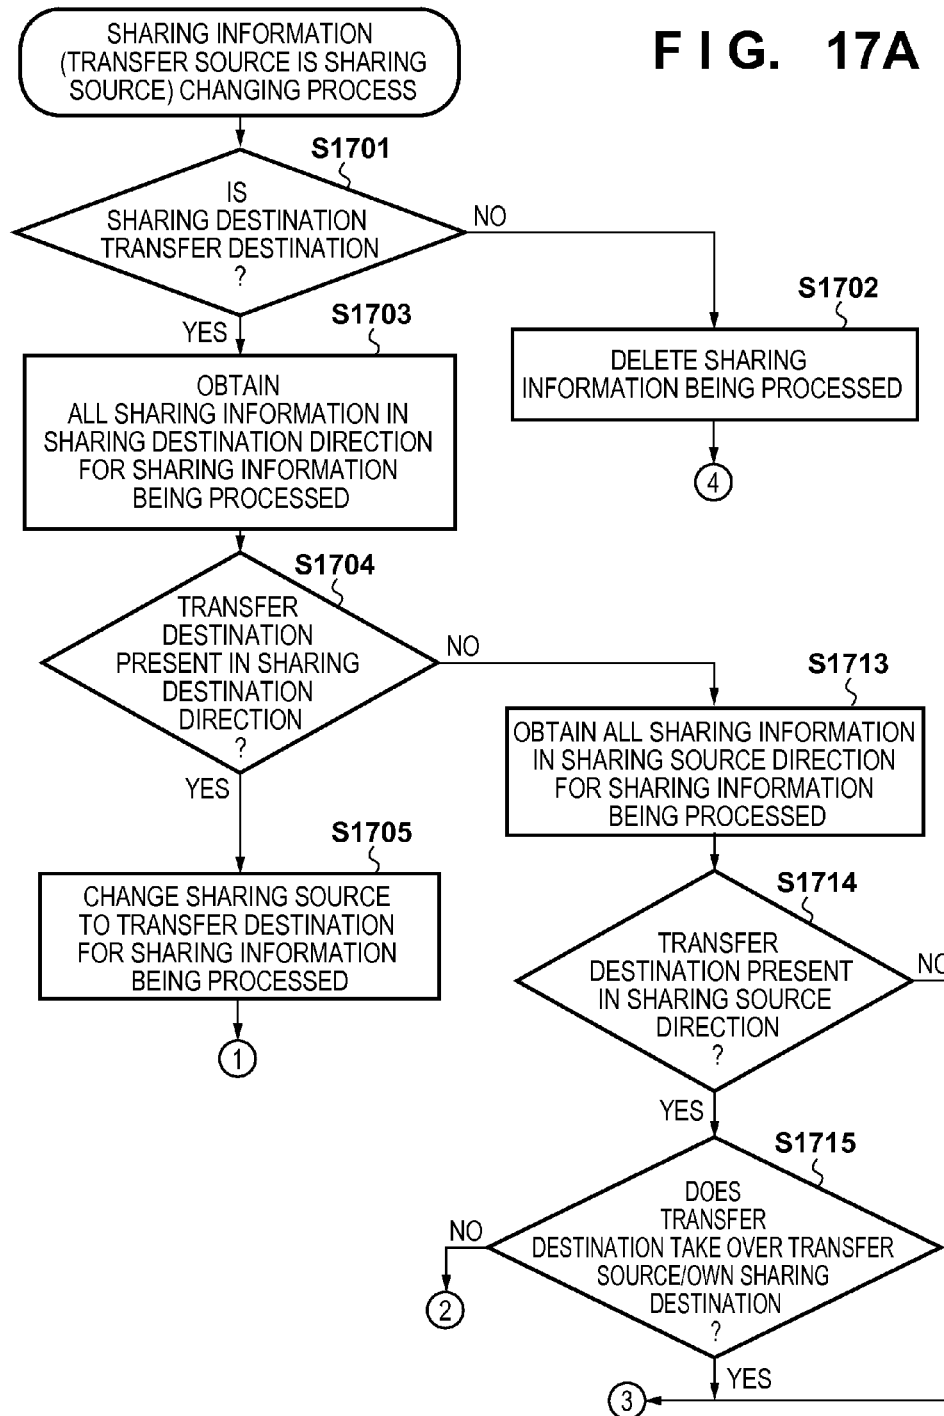 FIG. 17A
SHARING INFORMATION
(TRANSFER SOURCE IS SHARING
SOURCE) CHANGING PROCESS
S1701
IS
SHARING DESTINATION
TRANSFER DESTINATION
?
NO
YES
S1702
DELETE SHARING
INFORMATION BEING PROCESSED
4
S1703
OBTAIN
ALL SHARING INFORMATION IN
SHARING DESTINATION DIRECTION
FOR SHARING INFORMATION
BEING PROCESSED
S1704
TRANSFER
DESTINATION
PRESENT IN SHARING
DESTINATION
DIRECTION
?
NO
YES
S1705
CHANGE SHARING SOURCE
TO TRANSFER DESTINATION
FOR SHARING INFORMATION
BEING PROCESSED
1
S1713
OBTAIN ALL SHARING INFORMATION
IN SHARING SOURCE DIRECTION
FOR SHARING INFORMATION
BEING PROCESSED
S1714
TRANSFER
DESTINATION PRESENT
IN SHARING SOURCE
DIRECTION
?
NO
YES
S1715
DOES
TRANSFER
DESTINATION TAKE OVER TRANSFER
SOURCE/OWN SHARING
DESTINATION
?
NO
2
YES
3